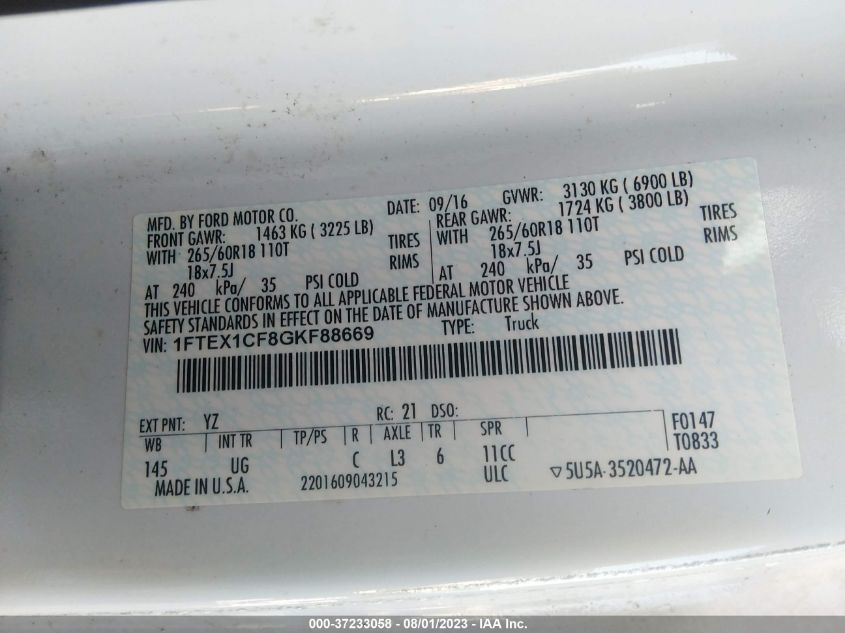 MFD. BY FORD MOTOR CO.
DATE: 09/16 GVWR: 3130 KG ( 6900 LB)
FRONT GAWR: 1463 KG ( 3225 LB)
WITH 265/60R18 110T TIRES
18x7.5J RIMS
AT 240 kPa/ 35 PSI COLD
REAR GAWR: 1724 KG ( 3800 LB)
WITH 265/60R18 110T TIRES
18x7.5J RIMS
AT 240 kPa/ 35 PSI COLD
THIS VEHICLE CONFORMS TO ALL APPLICABLE FEDERAL MOTOR VEHICLE
SAFETY STANDARDS IN EFFECT ON THE DATE OF MANUFACTURE SHOWN ABOVE.
VIN: 1FTEX1CF8GKF88669 TYPE: Truck
EXT PNT: YZ RC: 21 DSO:
WB INT TR TP/PS R AXLE TR SPR
145 UG C L3 6 11CC
ULC
F0147
T0833
MADE IN U.S.A. 2201609043215
▽5U5A-3520472-AA
000-37233058 - 08/01/2023 - IAA Inc.